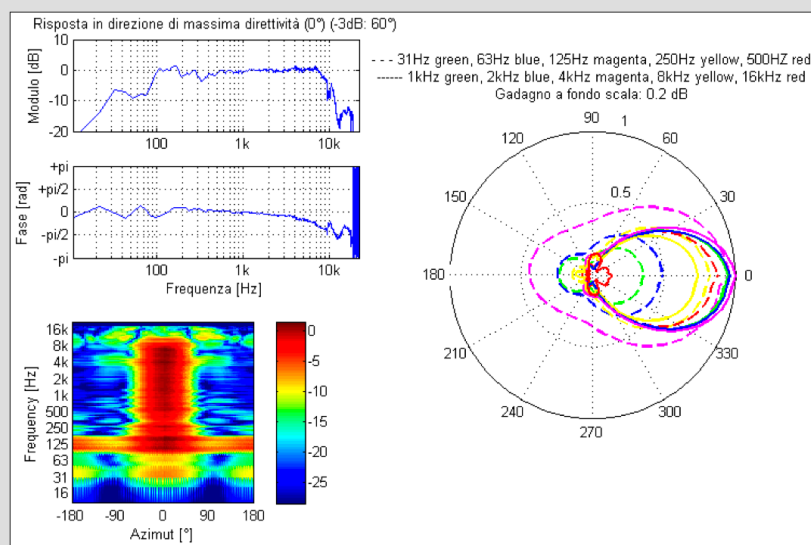 Risposta in direzione di massima direttività (0°) (-3dB: 60°)
10
0
-10
-20
Modulo [dB]
100
1k
10k
+pi
+pi/2
0
-pi/2
-pi
Fase [rad]
100
1k
10k
Frequenza [Hz]
16k
8k
4k
2k
1k
500
250
125
63
31
16
Frequency [Hz]
-180
-90
0
90
180
Azimut [°]
0
-5
-10
-15
-20
-25
- - - 31Hz green, 63Hz blue, 125Hz magenta, 250Hz yellow, 500HZ red
------ 1kHz green, 2kHz blue, 4kHz magenta, 8kHz yellow, 16kHz red
Gadagno a fondo scala: 0.2 dB
90
1
120
60
0.5
150
30
180
0
210
330
240
300
270